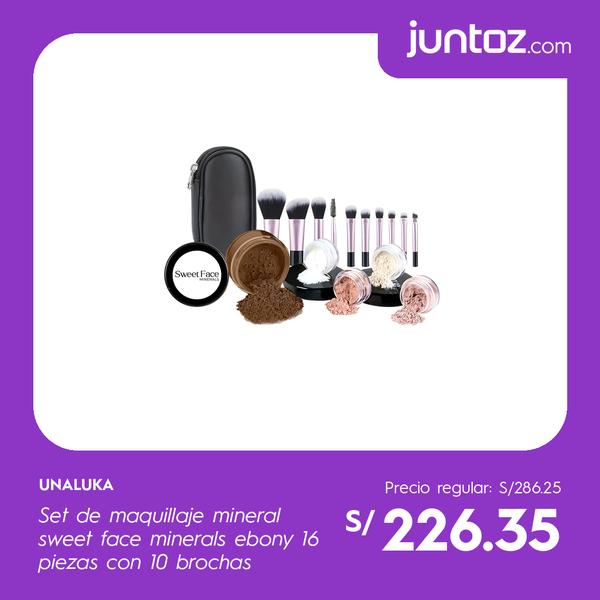 juntoz.com
Sweet Face
MINERALS
UNALUKA
Set de maquillaje mineral
sweet face minerals ebony 16
piezas con 10 brochas
Precio regular: S/286.25
S/ 226.35